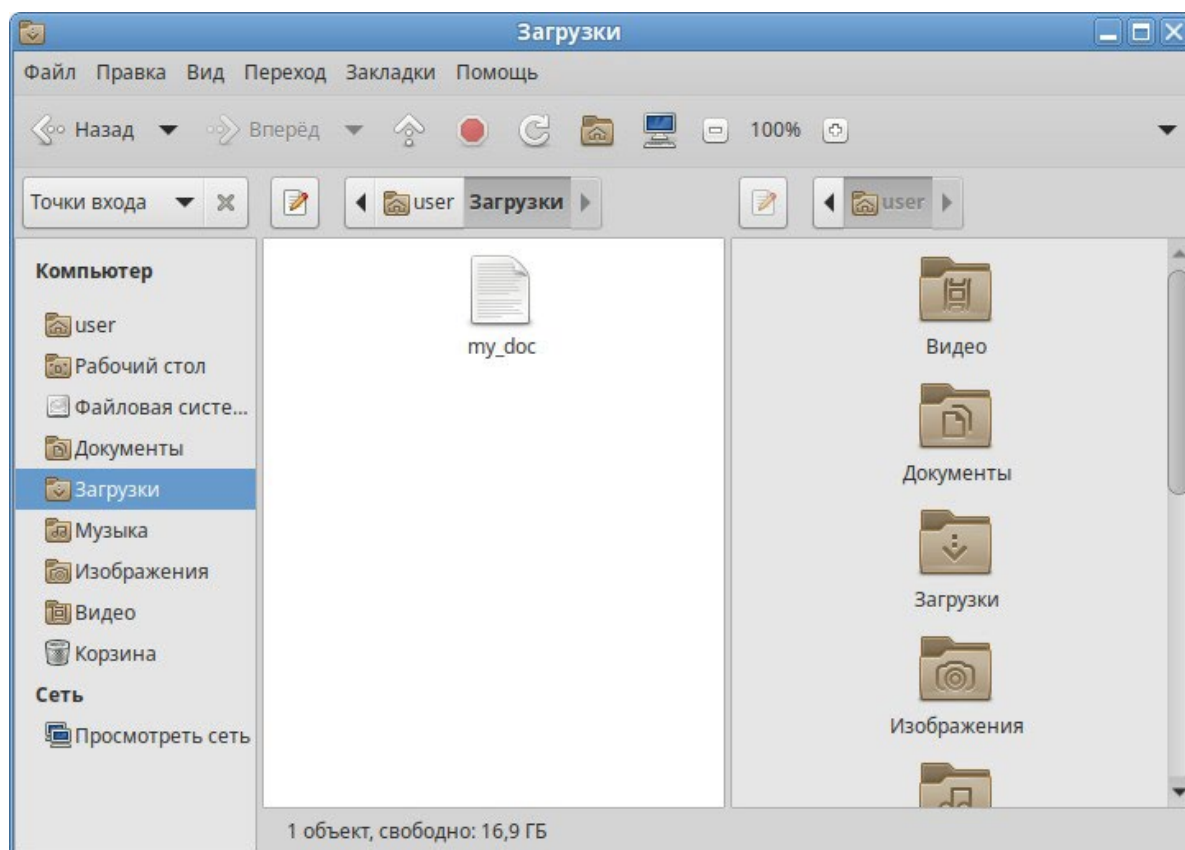 Загрузки
Файл Правка Вид Переход Закладки Помощь
Назад Вперёд 100%
Точки входа user Загрузки user
Компьютер
user
Рабочий стол
Файловая систе...
Документы
Загрузки
Музыка
Изображения
Видео
Корзина
Сеть
Просмотреть сеть
my_doc
Видео
Документы
Загрузки
Изображения
1 объект, свободно: 16,9 ГБ